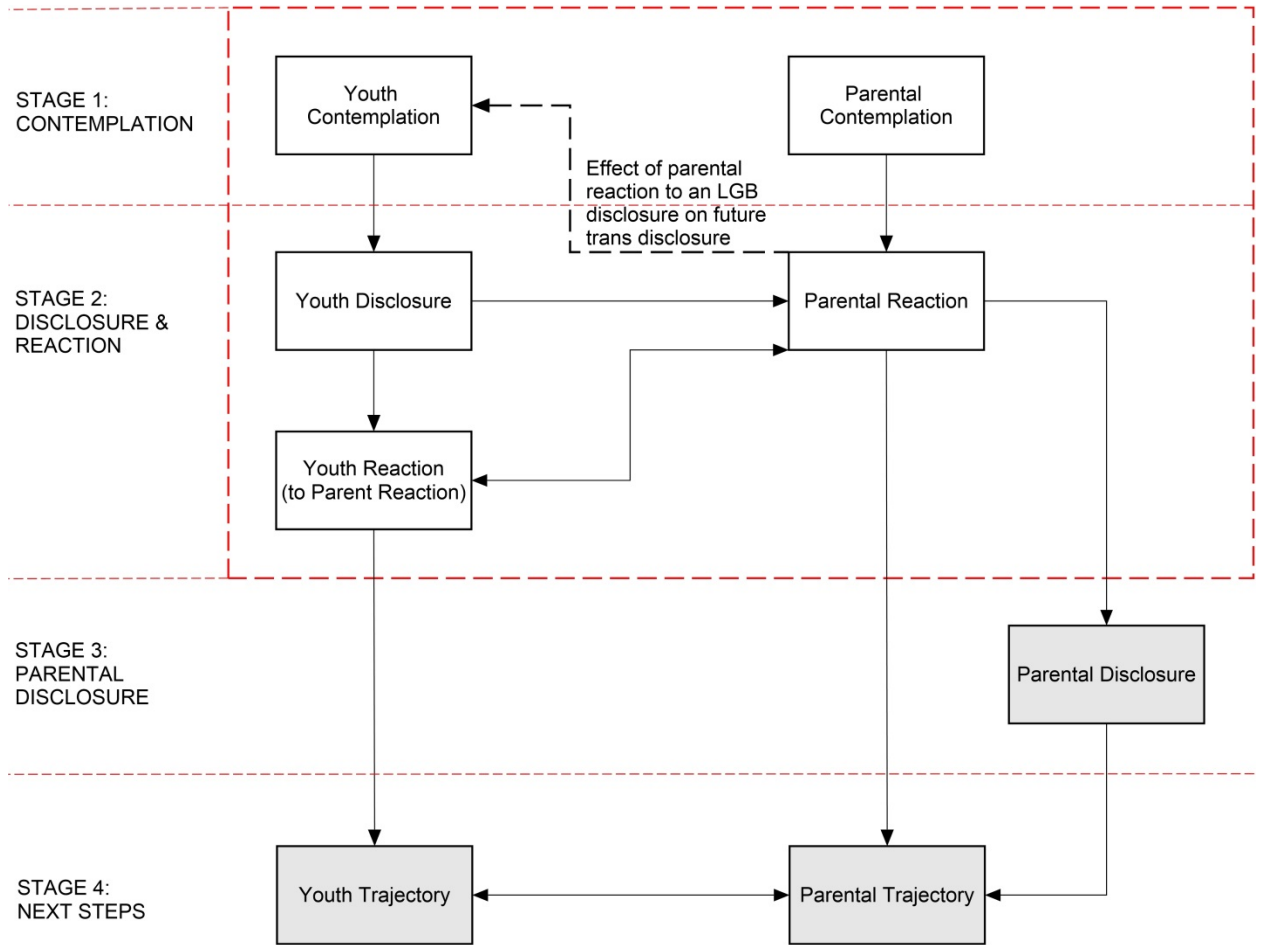 STAGE 1:
CONTEMPLATION
Youth
Contemplation
Parental
Contemplation
Effect of parental
reaction to an LGB
disclosure on future
trans disclosure
STAGE 2:
DISCLOSURE &
REACTION
Youth Disclosure
Parental Reaction
Youth Reaction
(to Parent Reaction)
STAGE 3:
PARENTAL
DISCLOSURE
Parental Disclosure
STAGE 4:
NEXT STEPS
Youth Trajectory
Parental Trajectory